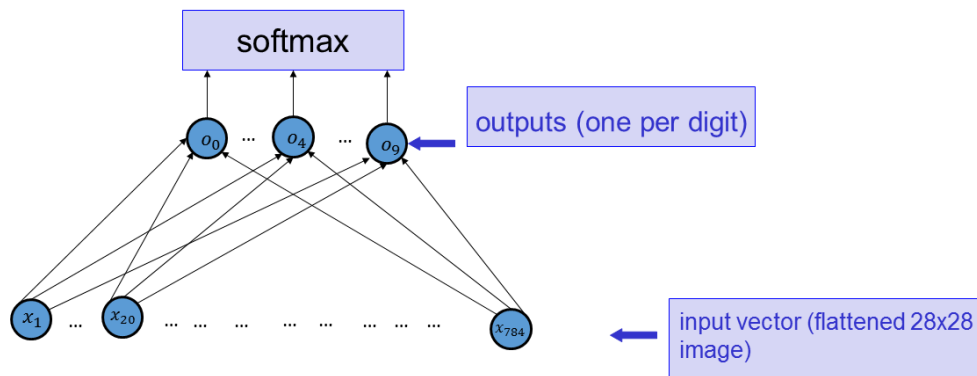 softmax
o₀ ... o₄ ... o₉
outputs (one per digit)
x₁ ... x₂₀ ... ... ... ... ... ... ... x₇₈₄
input vector (flattened 28x28
image)